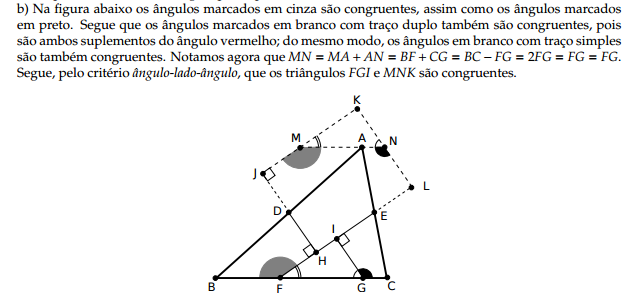 b) Na figura abaixo os ângulos marcados em cinza são congruentes, assim como os ângulos marcados
em preto. Segue que os ângulos marcados em branco com traço duplo também são congruentes, pois
são ambos suplementos do ângulo vermelho; do mesmo modo, os ângulos em branco com traço simples
são também congruentes. Notamos agora que MN = MA + AN = BF + CG = BC − FG = 2FG = FG = FG.
Segue, pelo critério ângulo-lado-ângulo, que os triângulos FGI e MNK são congruentes.
K
M A N
J
L
D E
I
H
B F G C